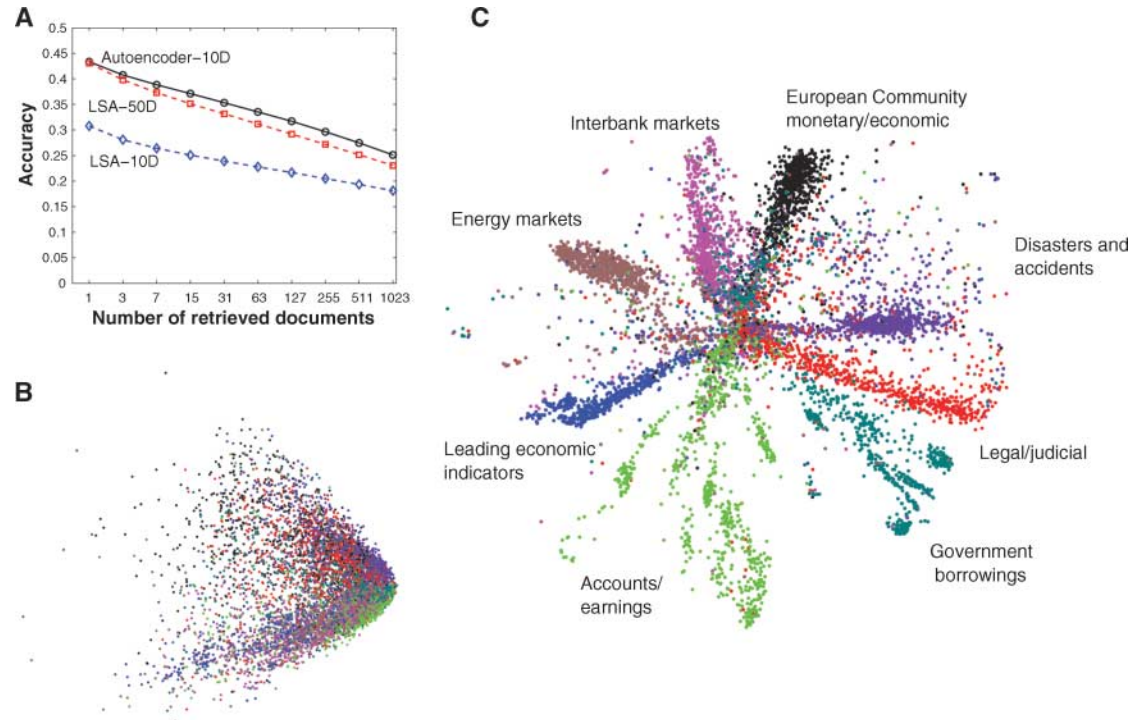 A
0.5
0.45
0.4
0.35
0.3
0.25
0.2
0.15
0.1
0.05
0
Accuracy
Autoencoder-10D
LSA-50D
LSA-10D
1 3 7 15 31 63 127 255 511 1023
Number of retrieved documents
B
C
European Community
monetary/economic
Interbank markets
Energy markets
Disasters and
accidents
Leading economic
indicators
Legal/judicial
Accounts/
earnings
Government
borrowings